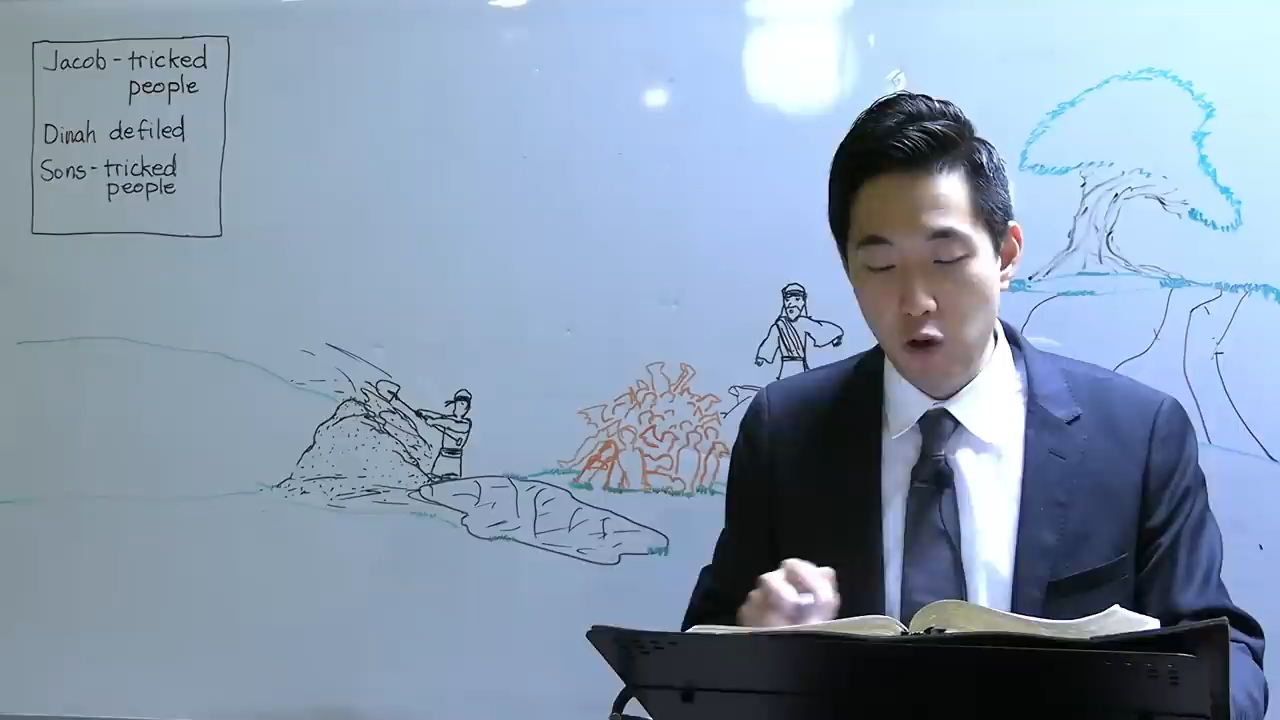 Jacob - tricked
people
Dinah defiled
Sons - tricked
people